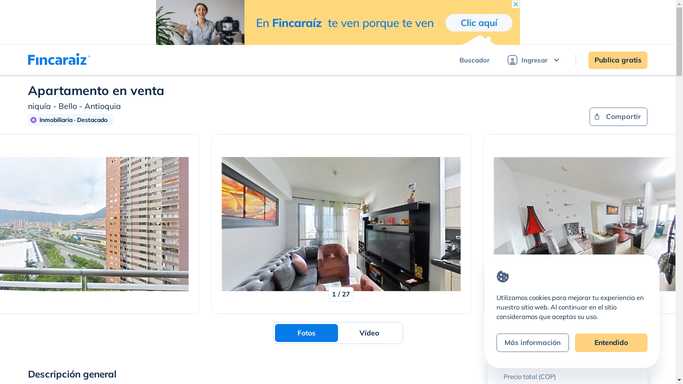 En Fincaraíz te ven porque te ven
Clic aquí
Fincaraiz
Buscador
Ingresar
Publica gratis
Apartamento en venta
niquia - Bello - Antioquia
Inmobiliaria · Destacado
Compartir
1 / 27
Fotos
Vídeo
Utilizamos cookies para mejorar tu experiencia en
nuestro sitio web. Al continuar en el sitio
consideramos que aceptas su uso.
Más información
Entendido
Descripción general
Precio total (COP)